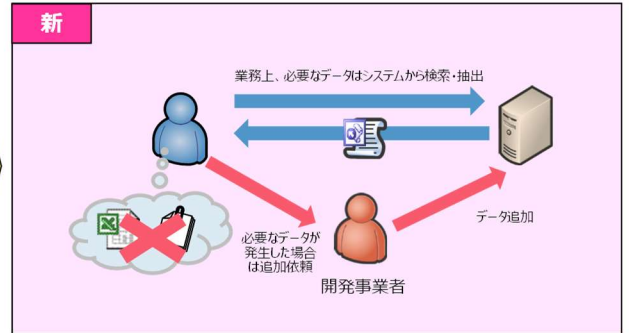 新
業務上、必要なデータはシステムから検索・抽出
必要なデータが
発生した場合
は追加依頼
データ追加
開発事業者